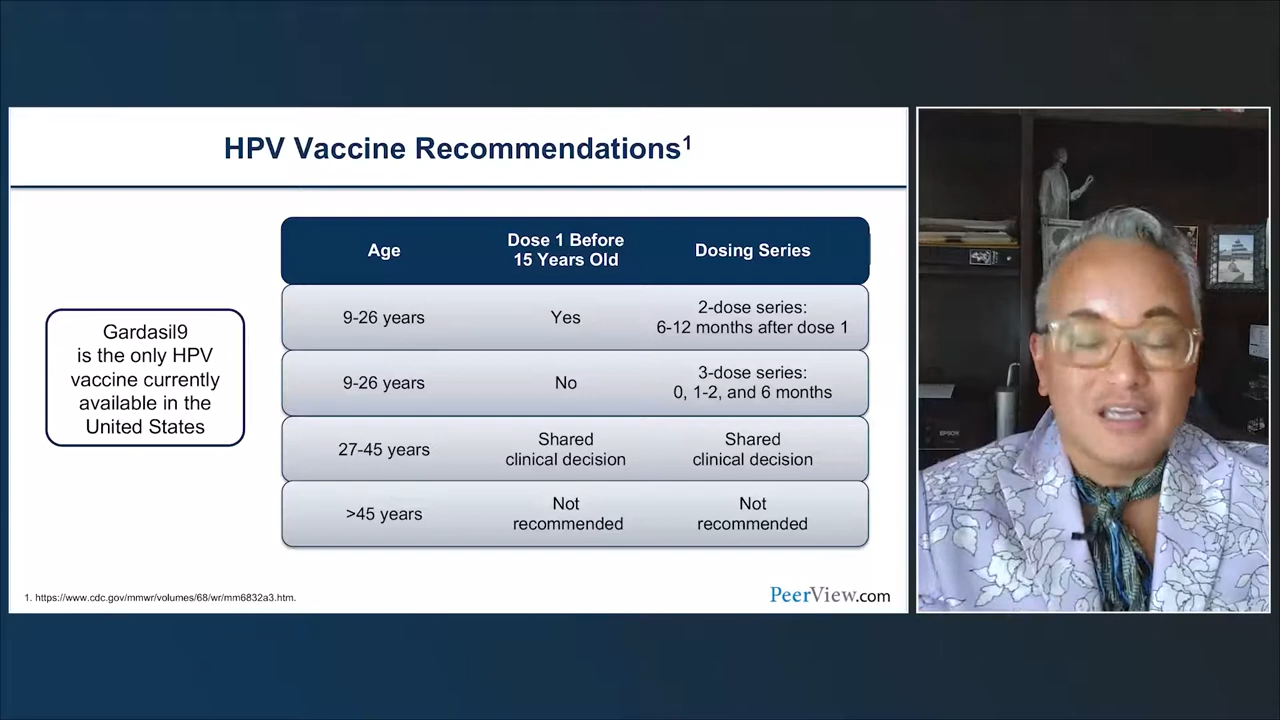 HPV Vaccine Recommendations¹
Gardasil9
is the only HPV
vaccine currently
available in the
United States
Age
Dose 1 Before
15 Years Old
Dosing Series
9-26 years
Yes
2-dose series:
6-12 months after dose 1
9-26 years
No
3-dose series:
0, 1-2, and 6 months
27-45 years
Shared
clinical decision
Shared
clinical decision
>45 years
Not
recommended
Not
recommended
1. https://www.cdc.gov/mmwr/volumes/68/wr/mm6832a3.htm.
PeerView.com
EPSON